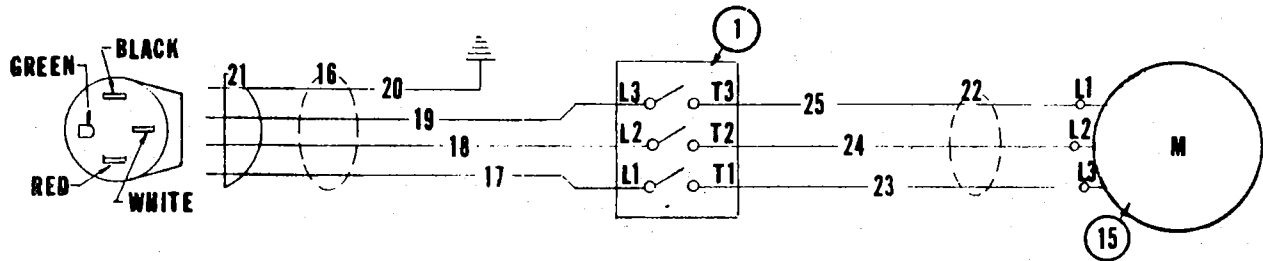 1
BLACK
GREEN
21
16
20
L3
T3
22
L1
19
25
18
L2
T2
24
L2
M
RED
WHITE
17
L1
T1
23
L3
15